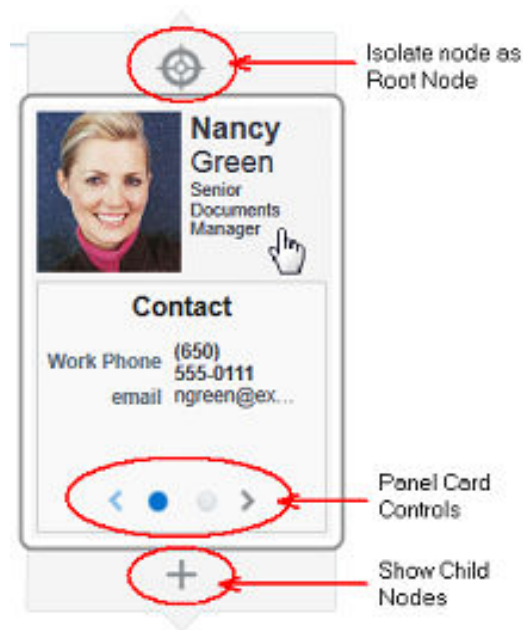 Isolate node as
Root Node
Nancy
Green
Senior
Documents
Manager
Contact
Work Phone (650)
555-0111
email ngreen@ex...
Panel Card
Controls
Show Child
Nodes